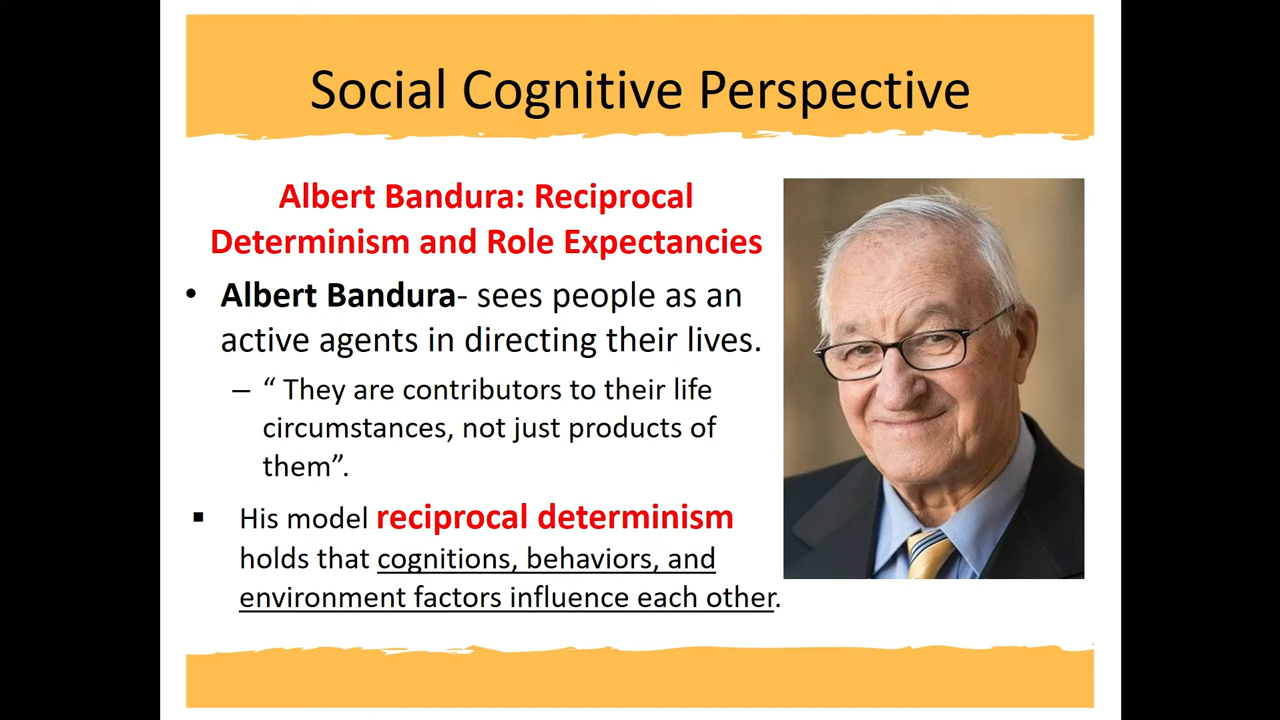 Social Cognitive Perspective
Albert Bandura: Reciprocal
Determinism and Role Expectancies
• Albert Bandura- sees people as an
active agents in directing their lives.
– “ They are contributors to their life
circumstances, not just products of
them”.
▪ His model reciprocal determinism
holds that cognitions, behaviors, and
environment factors influence each other.